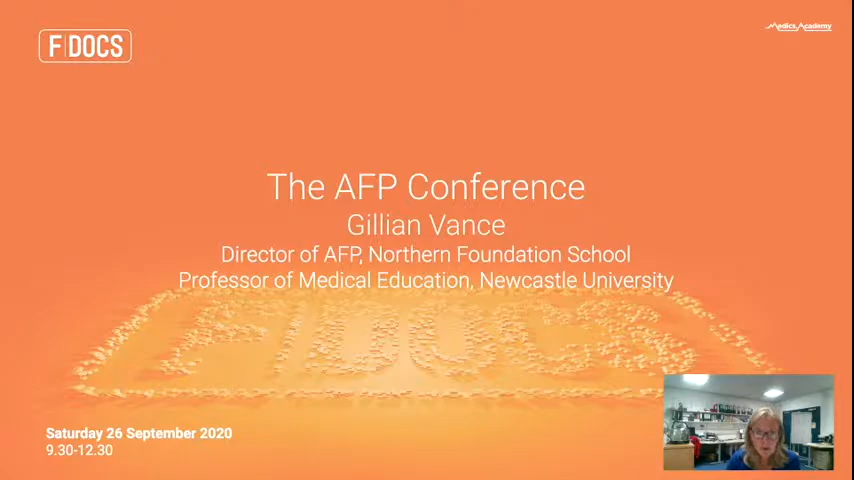 F|DOCS
Medics.Academy
The AFP Conference
Gillian Vance
Director of AFP, Northern Foundation School
Professor of Medical Education, Newcastle University
F|DOCS
Saturday 26 September 2020
9.30-12.30